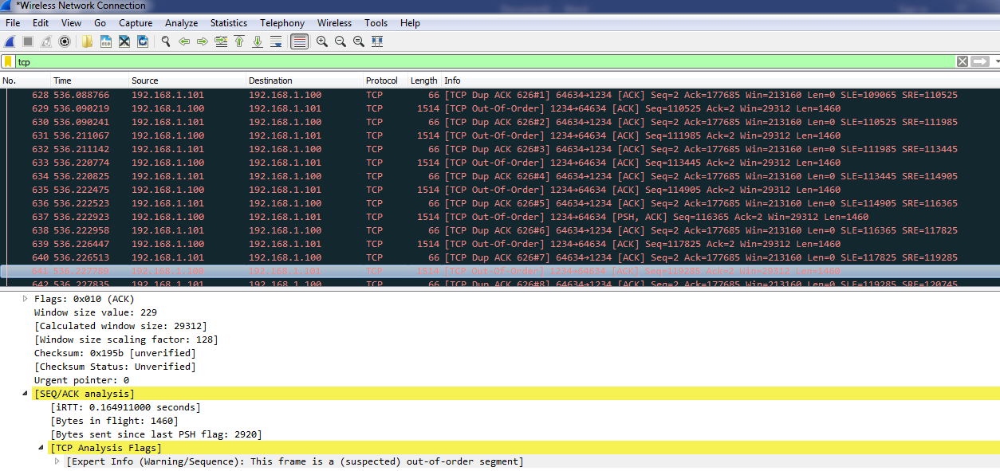 *Wireless Network Connection
File Edit View Go Capture Analyze Statistics Telephony Wireless Tools Help
tcp
No. Time Source Destination Protocol Length Info
628 536.088766 192.168.1.101 192.168.1.100 TCP 66 [TCP Dup ACK 626#1] 64634→1234 [ACK] Seq=2 Ack=177685 Win=213160 Len=0 SLE=109065 SRE=110525
629 536.090219 192.168.1.100 192.168.1.101 TCP 1514 [TCP Out-Of-Order] 1234→64634 [ACK] Seq=110525 Ack=2 Win=29312 Len=1460
630 536.090241 192.168.1.101 192.168.1.100 TCP 66 [TCP Dup ACK 626#2] 64634→1234 [ACK] Seq=2 Ack=177685 Win=213160 Len=0 SLE=110525 SRE=111985
631 536.211067 192.168.1.100 192.168.1.101 TCP 1514 [TCP Out-Of-Order] 1234→64634 [ACK] Seq=111985 Ack=2 Win=29312 Len=1460
632 536.211142 192.168.1.101 192.168.1.100 TCP 66 [TCP Dup ACK 626#3] 64634→1234 [ACK] Seq=2 Ack=177685 Win=213160 Len=0 SLE=111985 SRE=113445
633 536.220774 192.168.1.100 192.168.1.101 TCP 1514 [TCP Out-Of-Order] 1234→64634 [ACK] Seq=113445 Ack=2 Win=29312 Len=1460
634 536.220825 192.168.1.101 192.168.1.100 TCP 66 [TCP Dup ACK 626#4] 64634→1234 [ACK] Seq=2 Ack=177685 Win=213160 Len=0 SLE=113445 SRE=114905
635 536.222475 192.168.1.100 192.168.1.101 TCP 1514 [TCP Out-Of-Order] 1234→64634 [ACK] Seq=114905 Ack=2 Win=29312 Len=1460
636 536.222523 192.168.1.101 192.168.1.100 TCP 66 [TCP Dup ACK 626#5] 64634→1234 [ACK] Seq=2 Ack=177685 Win=213160 Len=0 SLE=114905 SRE=116365
637 536.222923 192.168.1.100 192.168.1.101 TCP 1514 [TCP Out-Of-Order] 1234→64634 [PSH, ACK] Seq=116365 Ack=2 Win=29312 Len=1460
638 536.222958 192.168.1.101 192.168.1.100 TCP 66 [TCP Dup ACK 626#6] 64634→1234 [ACK] Seq=2 Ack=177685 Win=213160 Len=0 SLE=116365 SRE=117825
639 536.226447 192.168.1.100 192.168.1.101 TCP 1514 [TCP Out-Of-Order] 1234→64634 [ACK] Seq=117825 Ack=2 Win=29312 Len=1460
640 536.226513 192.168.1.101 192.168.1.100 TCP 66 [TCP Dup ACK 626#7] 64634→1234 [ACK] Seq=2 Ack=177685 Win=213160 Len=0 SLE=117825 SRE=119285
641 536.227789 192.168.1.100 192.168.1.101 TCP 1514 [TCP Out-Of-Order] 1234→64634 [ACK] Seq=119285 Ack=2 Win=29312 Len=1460
642 536.227835 192.168.1.101 192.168.1.100 TCP 66 [TCP Dup ACK 626#8] 64634→1234 [ACK] Seq=2 Ack=177685 Win=213160 Len=0 SLE=119285 SRE=120745
Flags: 0x010 (ACK)
Window size value: 229
[Calculated window size: 29312]
[Window size scaling factor: 128]
Checksum: 0x195b [unverified]
[Checksum Status: Unverified]
Urgent pointer: 0
[SEQ/ACK analysis]
[iRTT: 0.164911000 seconds]
[Bytes in flight: 1460]
[Bytes sent since last PSH flag: 2920]
[TCP Analysis Flags]
[Expert Info (Warning/Sequence): This frame is a (suspected) out-of-order segment]